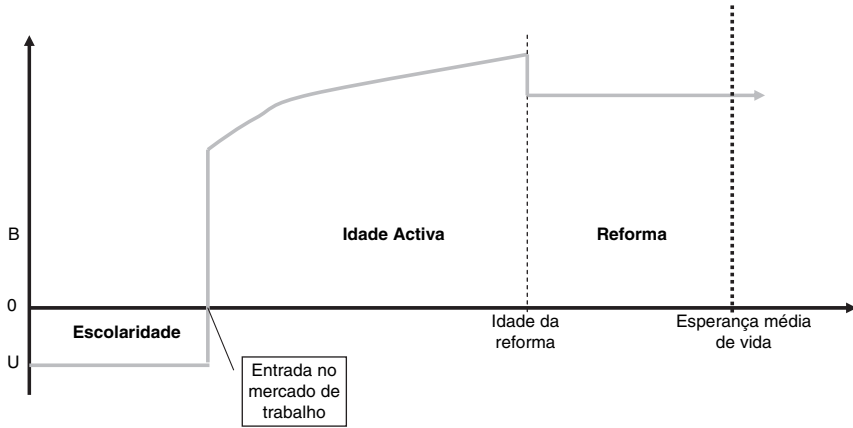 B
Idade Activa
Reforma
0
Escolaridade
Idade da
reforma
Esperança média
de vida
U
Entrada no
mercado de
trabalho